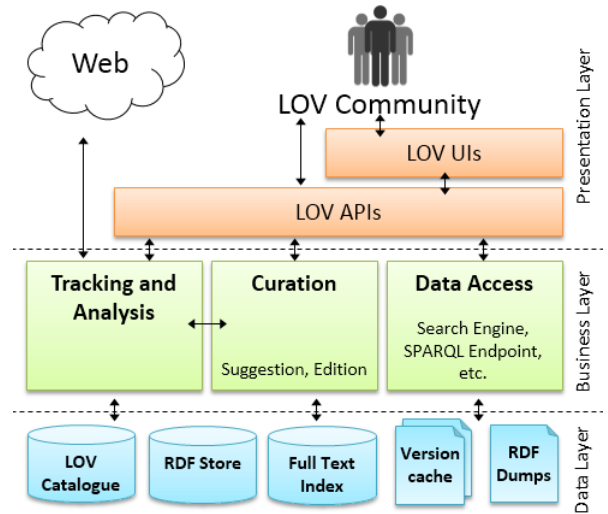 Web
LOV Community
LOV UIs
LOV APIs
Presentation Layer
Tracking and
Analysis
Curation
Suggestion, Edition
Data Access
Search Engine,
SPARQL Endpoint,
etc.
Business Layer
LOV
Catalogue
RDF Store
Full Text
Index
Version
cache
RDF
Dumps
Data Layer